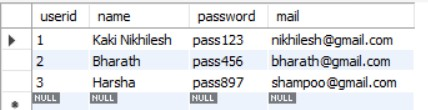 userid name password mail
1 Kaki Nikhilesh pass123 nikhilesh@gmail.com
2 Bharath pass456 bharath@gmail.com
3 Harsha pass897 shampoo@gmail.com
NULL NULL NULL NULL